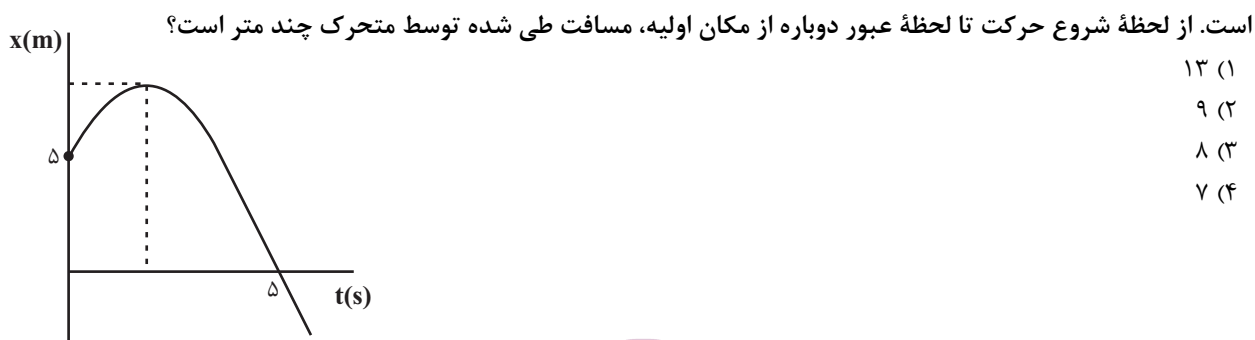 است. از لحظهٔ شروع حرکت تا لحظهٔ عبور دوباره از مکان اولیه، مسافت طی شده توسط متحرک چند متر است؟
x(m)
۱) ۱۳
۲) ۹
۳) ۸
۴) ۷
۵
۵
t(s)